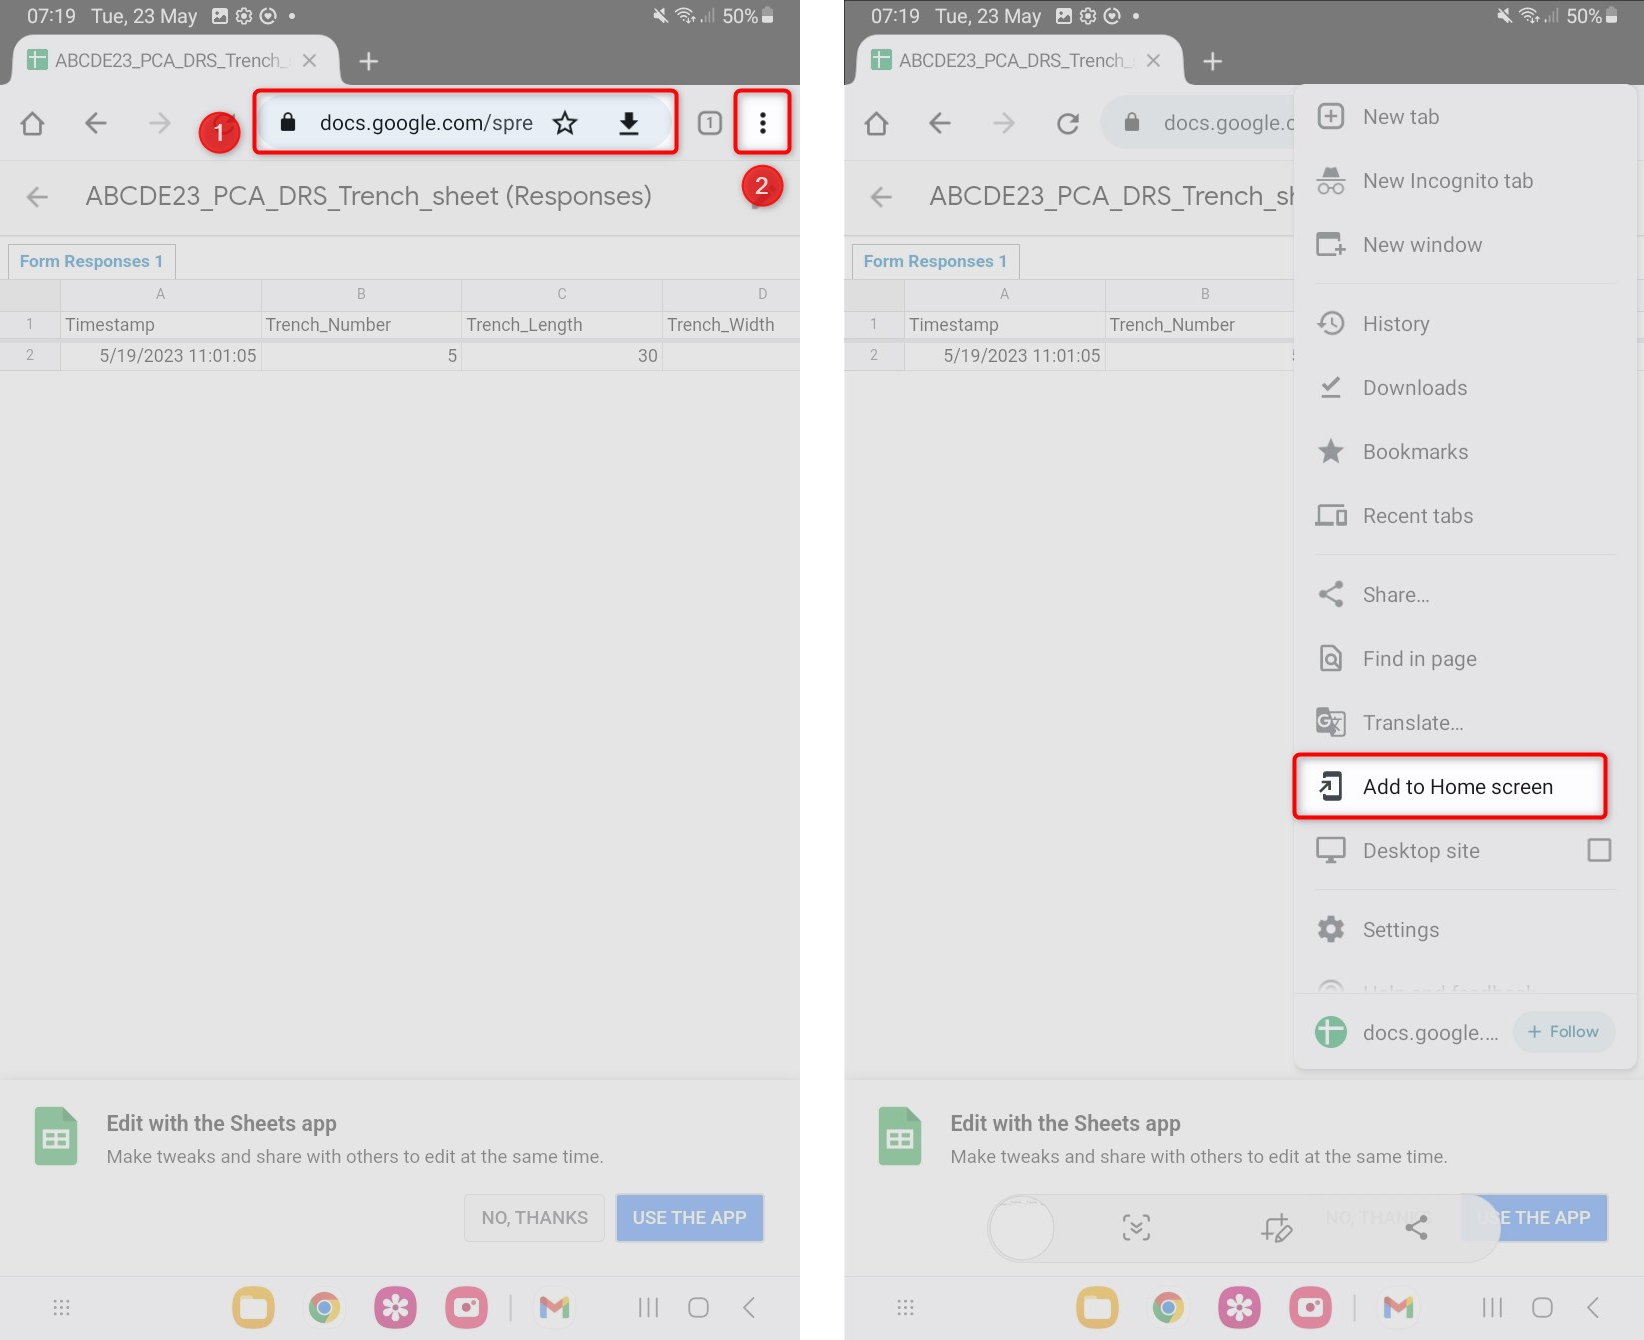 07:19 Tue, 23 May 50%
ABCDE23_PCA_DRS_Trench_
1
docs.google.com/spre
1
2
ABCDE23_PCA_DRS_Trench_sheet (Responses)
Form Responses 1
A B C D
1 Timestamp Trench_Number Trench_Length Trench_Width
2 5/19/2023 11:01:05 5 30
Edit with the Sheets app
Make tweaks and share with others to edit at the same time.
NO, THANKS USE THE APP
07:19 Tue, 23 May 50%
ABCDE23_PCA_DRS_Trench_
docs.google.c
ABCDE23_PCA_DRS_Trench_sh
Form Responses 1
A B
1 Timestamp Trench_Number
2 5/19/2023 11:01:05
New tab
New Incognito tab
New window
History
Downloads
Bookmarks
Recent tabs
Share...
Find in page
Translate...
Add to Home screen
Desktop site
Settings
Help and feedback
docs.google.... + Follow
Edit with the Sheets app
Make tweaks and share with others to edit at the same time.
NO, THANKS USE THE APP